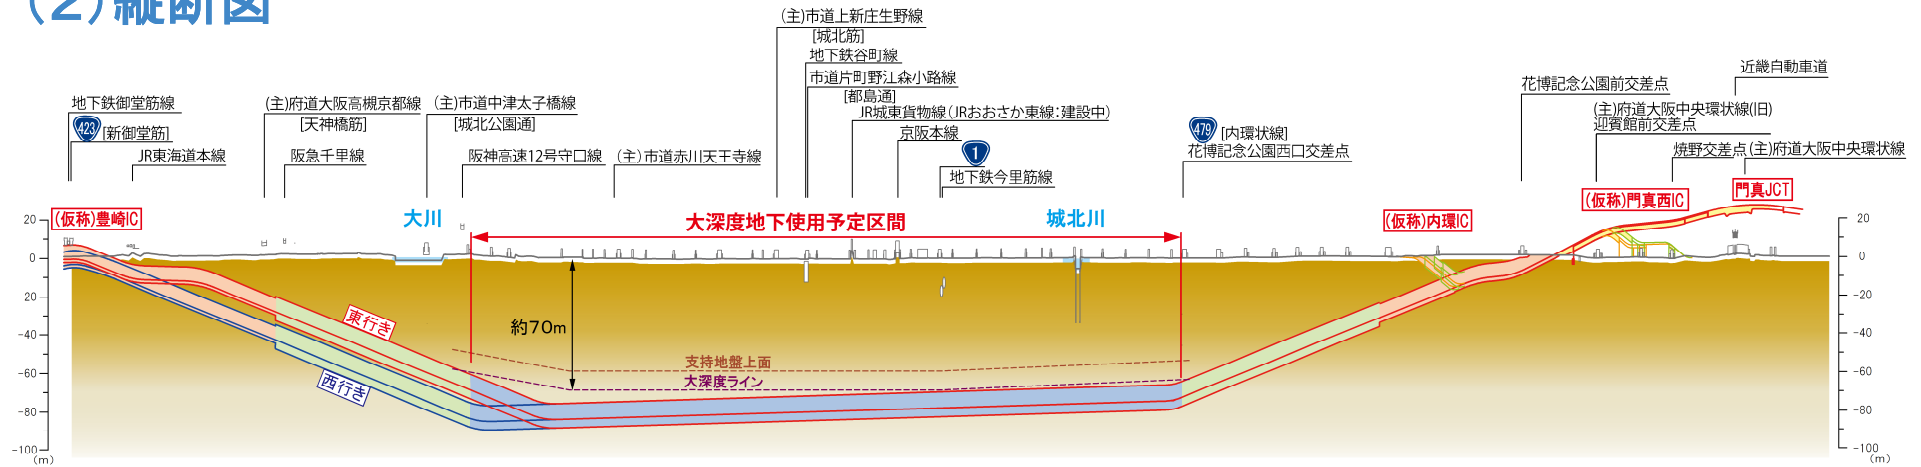 (2)縦断図
(主)市道上新庄生野線
[城北筋]
地下鉄谷町線
市道片町野江森小路線
[都島通]
JR城東貨物線(JRおおさか東線:建設中)
京阪本線
1
地下鉄今里筋線
地下鉄御堂筋線
423 [新御堂筋]
JR東海道本線
(主)府道大阪高槻京都線
[天神橋筋]
阪急千里線
(主)市道中津太子橋線
[城北公園通]
阪神高速12号守口線
(主)市道赤川天王寺線
479 [内環状線]
花博記念公園西口交差点
花博記念公園前交差点
(主)府道大阪中央環状線(旧)
迎賓館前交差点
近畿自動車道
焼野交差点
(主)府道大阪中央環状線
(仮称)豊崎IC
大川
大深度地下使用予定区間
城北川
(仮称)内環IC
(仮称)門真西IC
門真JCT
20
0
20
-40
-60
-80
-100
(m)
東行き
西行き
約70m
支持地盤上面
大深度ライン
20
0
-20
-40
-60
-80
-100
(m)